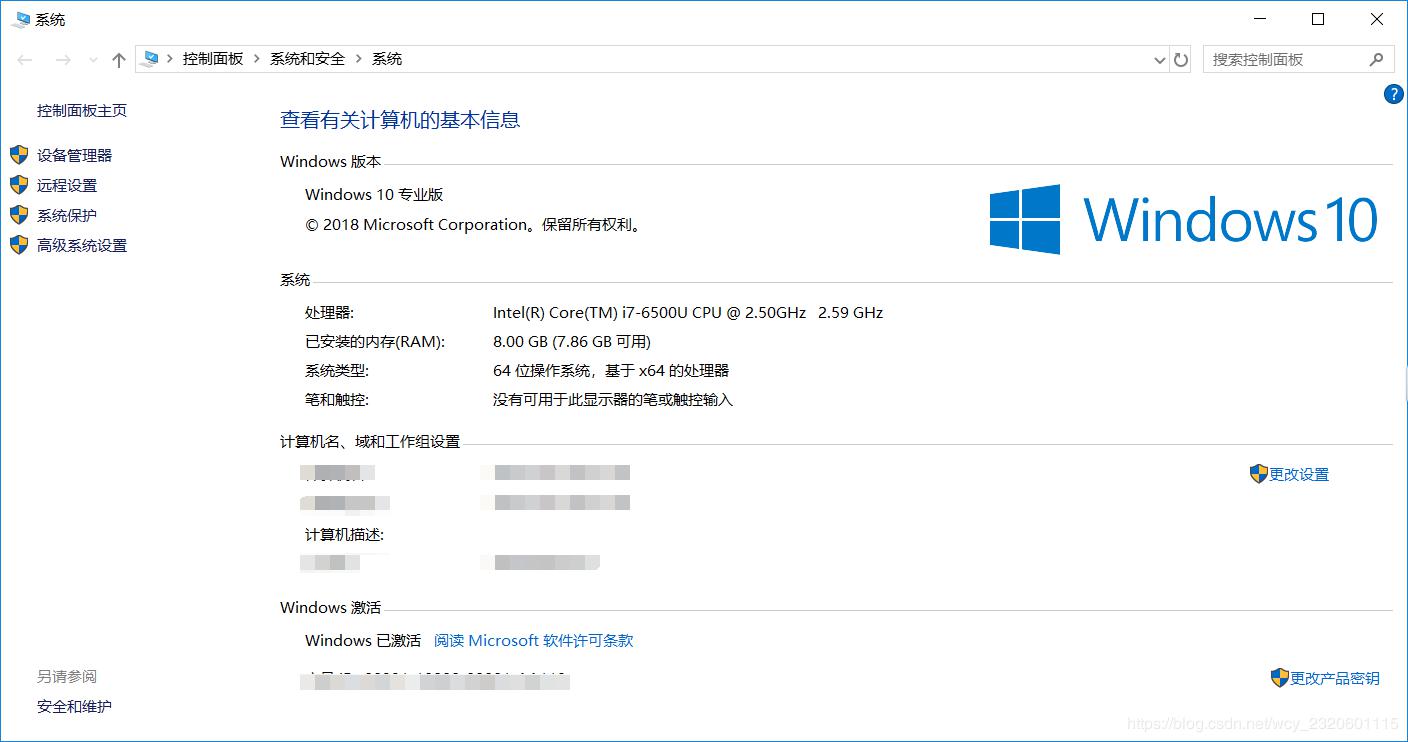 系统
控制面板 系统和安全 系统
搜索控制面板
?
控制面板主页
设备管理器
远程设置
系统保护
高级系统设置
查看有关计算机的基本信息
Windows 版本
Windows 10 专业版
© 2018 Microsoft Corporation。保留所有权利。
Windows 10
系统
处理器: Intel(R) Core(TM) i7-6500U CPU @ 2.50GHz 2.59 GHz
已安装的内存(RAM): 8.00 GB (7.86 GB 可用)
系统类型: 64 位操作系统, 基于 x64 的处理器
笔和触控: 没有可用于此显示器的笔或触控输入
计算机名、域和工作组设置
更改设置
计算机描述:
Windows 激活
Windows 已激活 阅读 Microsoft 软件许可条款
更改产品密钥
另请参阅
安全和维护
https://blog.csdn.net/wcy_2320601115